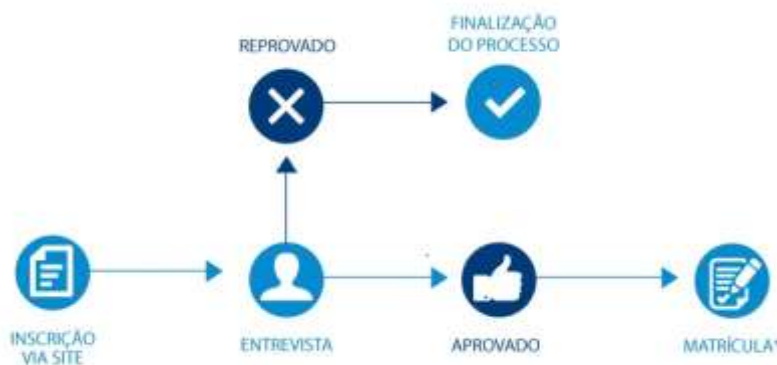 REPROVADO
FINALIZAÇÃO
DO PROCESSO
INSCRIÇÃO
VIA SITE
ENTREVISTA
APROVADO
MATRÍCULA*